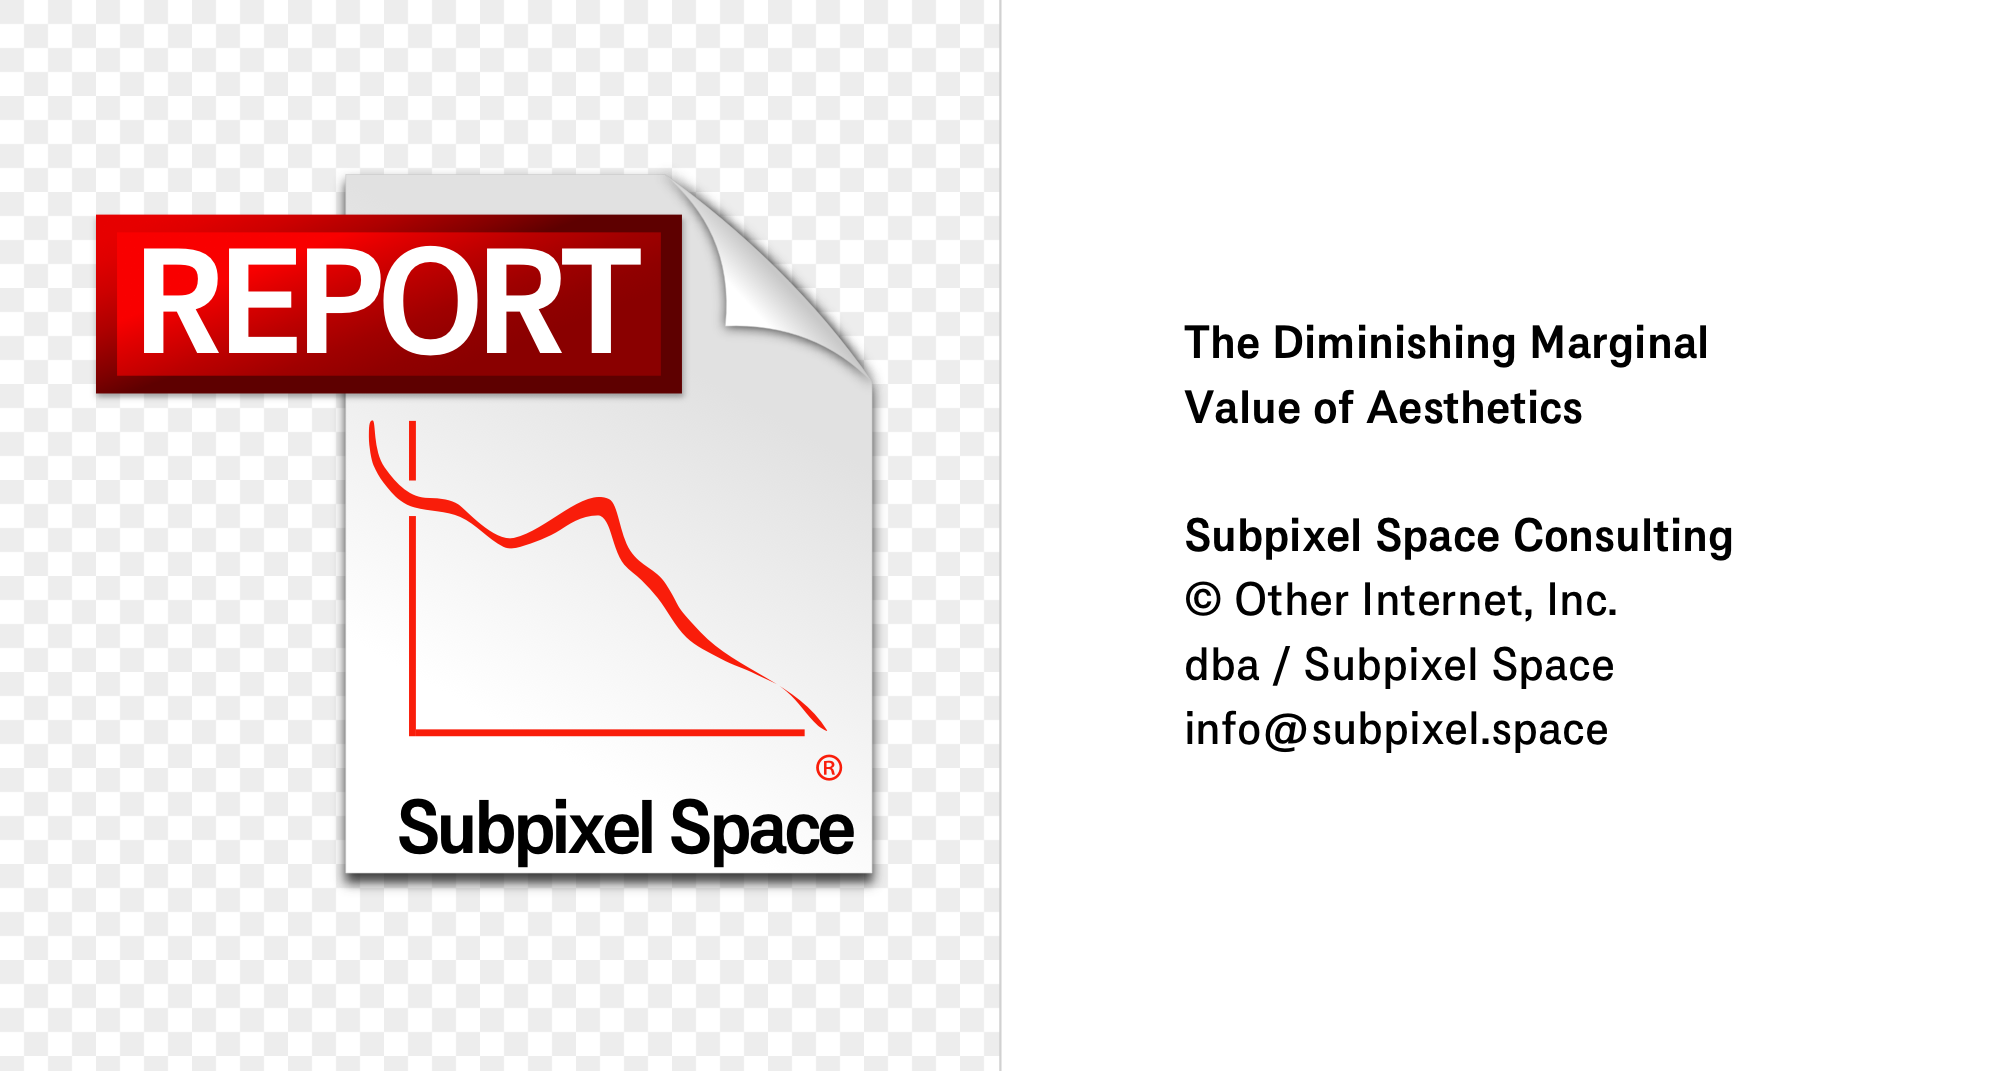 REPORT
®
Subpixel Space
The Diminishing Marginal
Value of Aesthetics
Subpixel Space Consulting
© Other Internet, Inc.
dba / Subpixel Space
info@subpixel.space